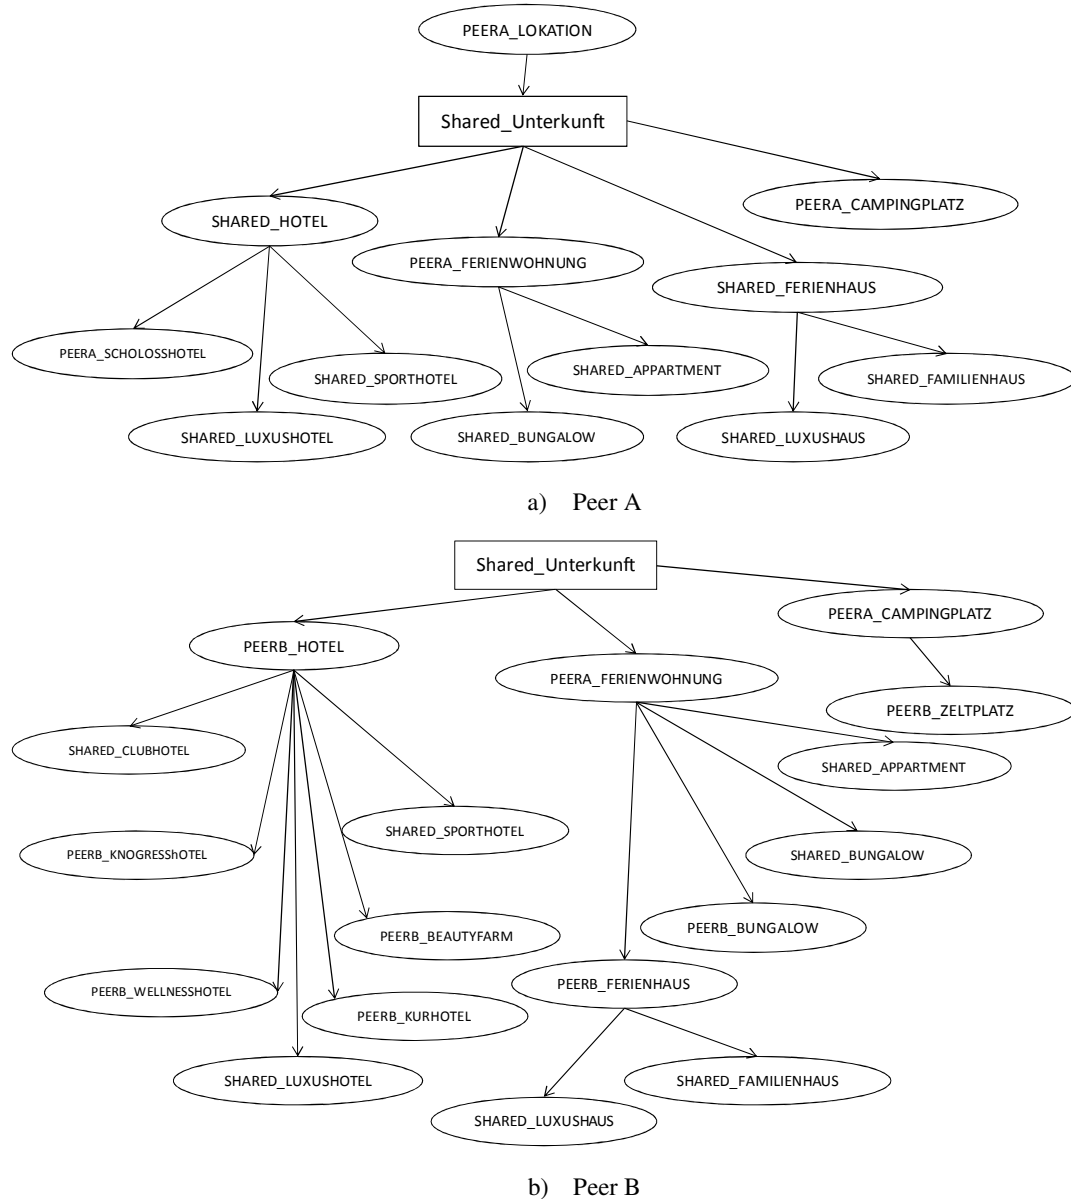 PEERA_LOKATION
Shared_Unterkunft
PEERA_CAMPINGPLATZ
SHARED_HOTEL
PEERA_FERIENWOHNUNG
SHARED_FERIENHAUS
PEERA_SCHOLOSSHOTEL
SHARED_SPORTHOTEL
SHARED_APPARTMENT
SHARED_FAMILIENHAUS
SHARED_LUXUSHOTEL
SHARED_BUNGALOW
SHARED_LUXUSHAUS
a) Peer A
Shared_Unterkunft
PEERA_CAMPINGPLATZ
PEERB_HOTEL
PEERA_FERIENWOHNUNG
PEERB_ZELTPLATZ
SHARED_CLUBHOTEL
SHARED_APPARTMENT
SHARED_SPORTHOTEL
PEERB_KNOGRESShOTEL
SHARED_BUNGALOW
PEERB_BUNGALOW
PEERB_BEAUTYFARM
PEERB_FERIENHAUS
PEERB_WELLNESSHOTEL
PEERB_KURHOTEL
SHARED_LUXUSHOTEL
SHARED_FAMILIENHAUS
SHARED_LUXUSHAUS
b) Peer B